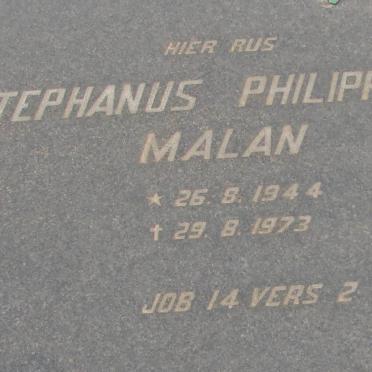 HIER RUS
TEPHANUS PHILIPP
MALAN
★ 26. 8. 1944
✝ 29. 8. 1973
JOB 14 VERS 2